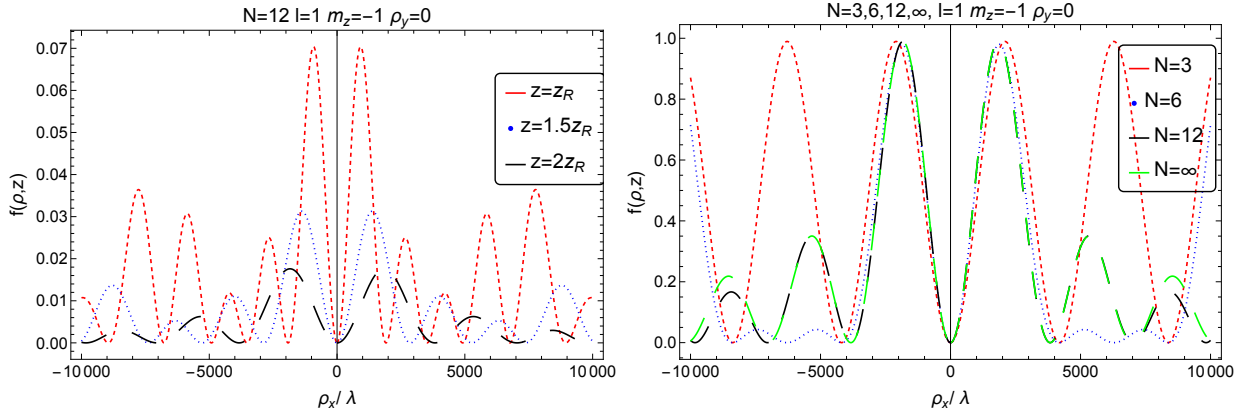 N=12 l=1 m_z=−1 ρ_y=0
f(ρ,z)
0.07
0.06
0.05
0.04
0.03
0.02
0.01
0.00
z=z_R
z=1.5z_R
z=2z_R
−10000 −5000 0 5000 10000
ρ_x/ λ
N=3,6,12,∞, l=1 m_z=−1 ρ_y=0
f(ρ,z)
1.0
0.8
0.6
0.4
0.2
0.0
N=3
N=6
N=12
N=∞
−10000 −5000 0 5000 10000
ρ_x/ λ